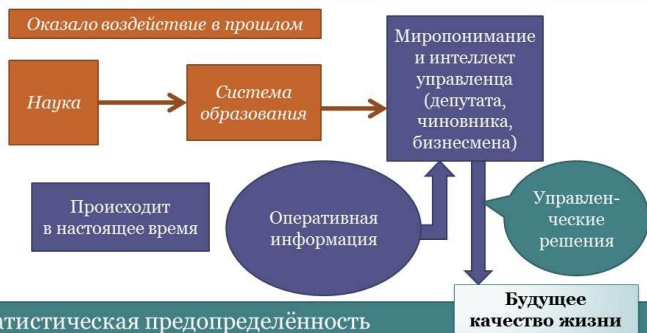 Оказало воздействие в прошлом
Наука
Система
образования
Миропонимание
и интеллект
управленца
(депутата,
чиновника,
бизнесмена)
Происходит
в настоящее время
Оперативная
информация
Управлен-
ческие
решения
предопределённость
Будущее
качество жизни